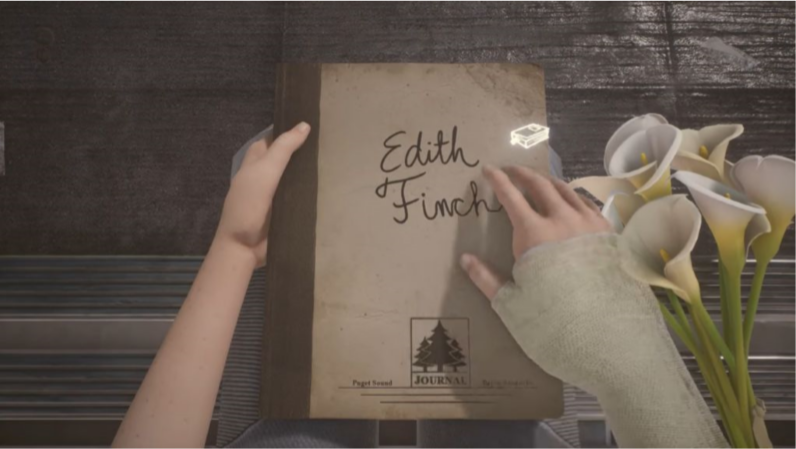 Edith
Finch
Puget Sound
JOURNAL